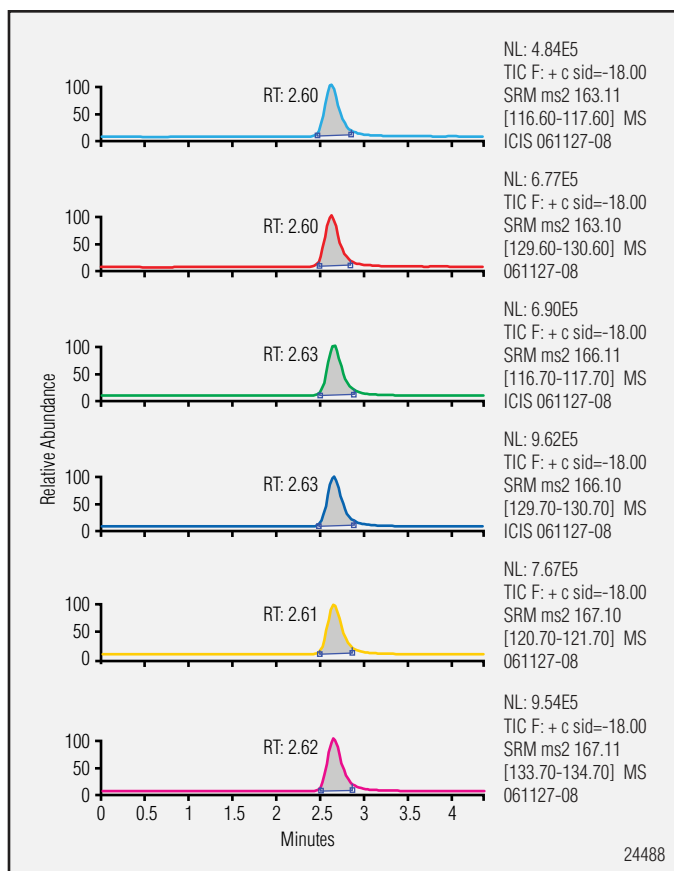 NL: 4.84E5
TIC F: + c sid=-18.00
SRM ms2 163.11
[116.60-117.60] MS
ICIS 061127-08
100
50
0
RT: 2.60
NL: 6.77E5
TIC F: + c sid=-18.00
SRM ms2 163.10
[129.60-130.60] MS
061127-08
100
50
0
RT: 2.60
NL: 6.90E5
TIC F: + c sid=-18.00
SRM ms2 166.11
[116.70-117.70] MS
ICIS 061127-08
100
50
0
RT: 2.63
Relative Abundance
NL: 9.62E5
TIC F: + c sid=-18.00
SRM ms2 166.10
[129.70-130.70] MS
ICIS 061127-08
100
50
0
RT: 2.63
NL: 7.67E5
TIC F: + c sid=-18.00
SRM ms2 167.10
[120.70-121.70] MS
061127-08
100
50
0
RT: 2.61
NL: 9.54E5
TIC F: + c sid=-18.00
SRM ms2 167.11
[133.70-134.70] MS
061127-08
100
50
0
RT: 2.62
0 0.5 1 1.5 2 2.5 3 3.5 4
Minutes
24488